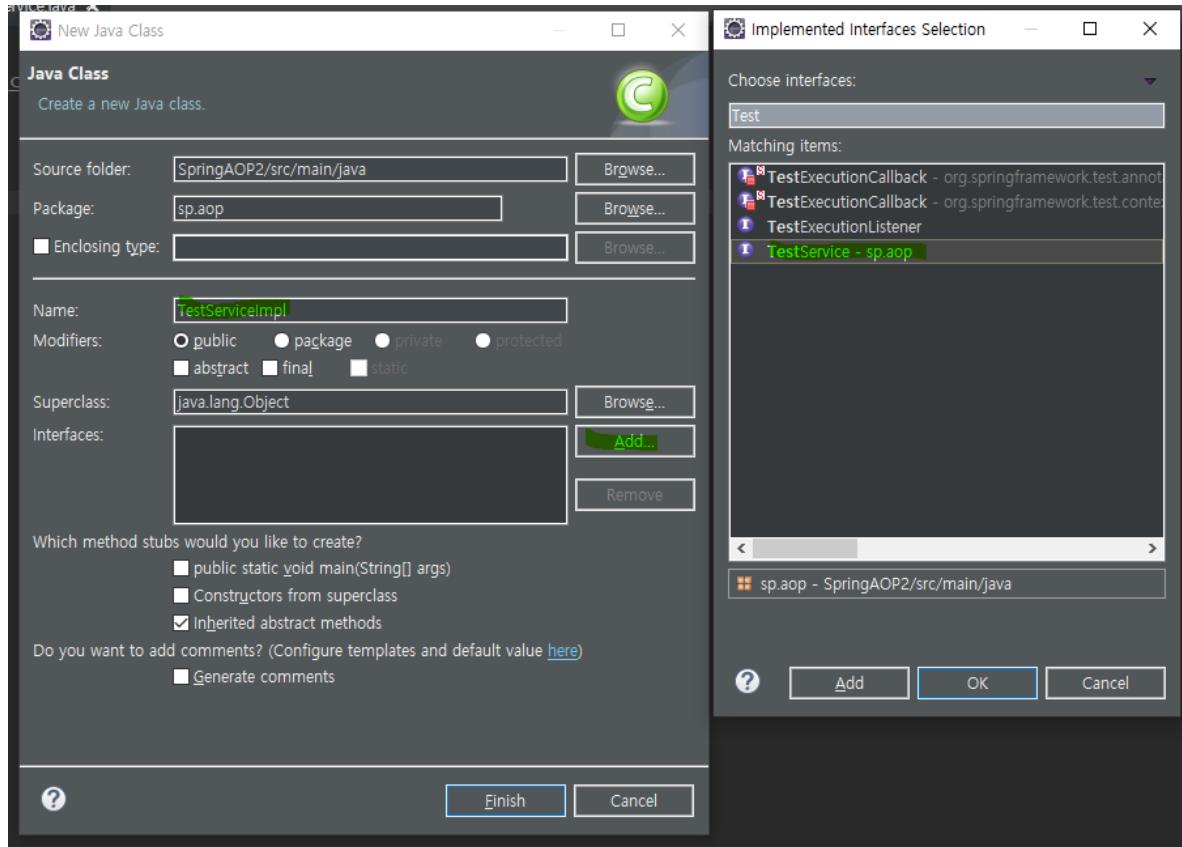 ervice.java
New Java Class
Java Class
Create a new Java class.
Source folder: SpringAOP2/src/main/java Browse...
Package: sp.aop Browse...
Enclosing type: Browse...
Name: TestServiceImpl
Modifiers: public package private protected
abstract final static
Superclass: java.lang.Object Browse...
Interfaces: Add...
Remove
Which method stubs would you like to create?
public static void main(String[] args)
Constructors from superclass
Inherited abstract methods
Do you want to add comments? (Configure templates and default value here)
Generate comments
Finish Cancel
Implemented Interfaces Selection
Choose interfaces:
Test
Matching items:
TestExecutionCallback - org.springframework.test.annot
TestExecutionCallback - org.springframework.test.conte
TestExecutionListener
TestService - sp.aop
sp.aop - SpringAOP2/src/main/java
Add OK Cancel